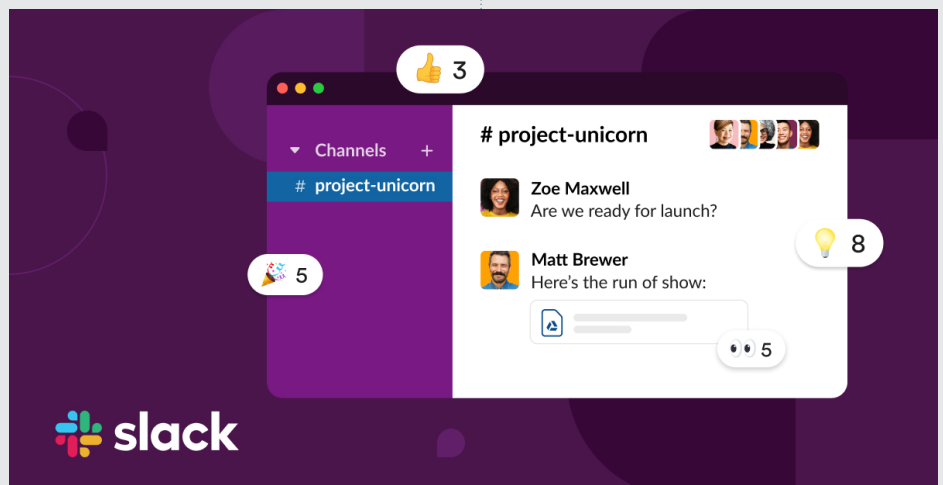 👍 3
Channels +
# project-unicorn
# project-unicorn
Zoe Maxwell
Are we ready for launch?
💡 8
Matt Brewer
Here’s the run of show:
🎉 5
👀 5
slack